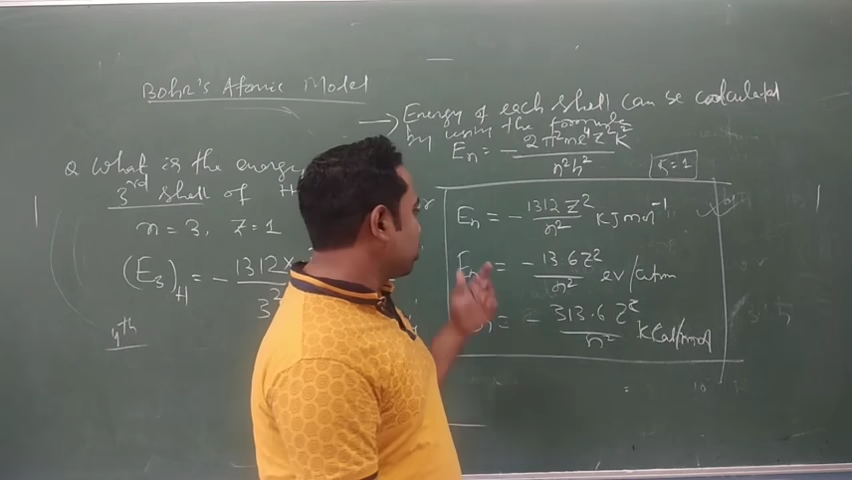 Bohr's Atomic Model
→ Energy of each shell can be calculated
by using the formula
En = - 2π²me⁴Z²K² / n²h²
K=1
Q What is the energy
3rd shell of H
n = 3, Z = 1
(E₃)H = - 1312 x / 3²
4th
or
En = - 1312 Z² / n² KJ mol⁻¹
En = - 13.6 Z² / n² ev/atm
= - 313.6 Z² / n² KCal/mol